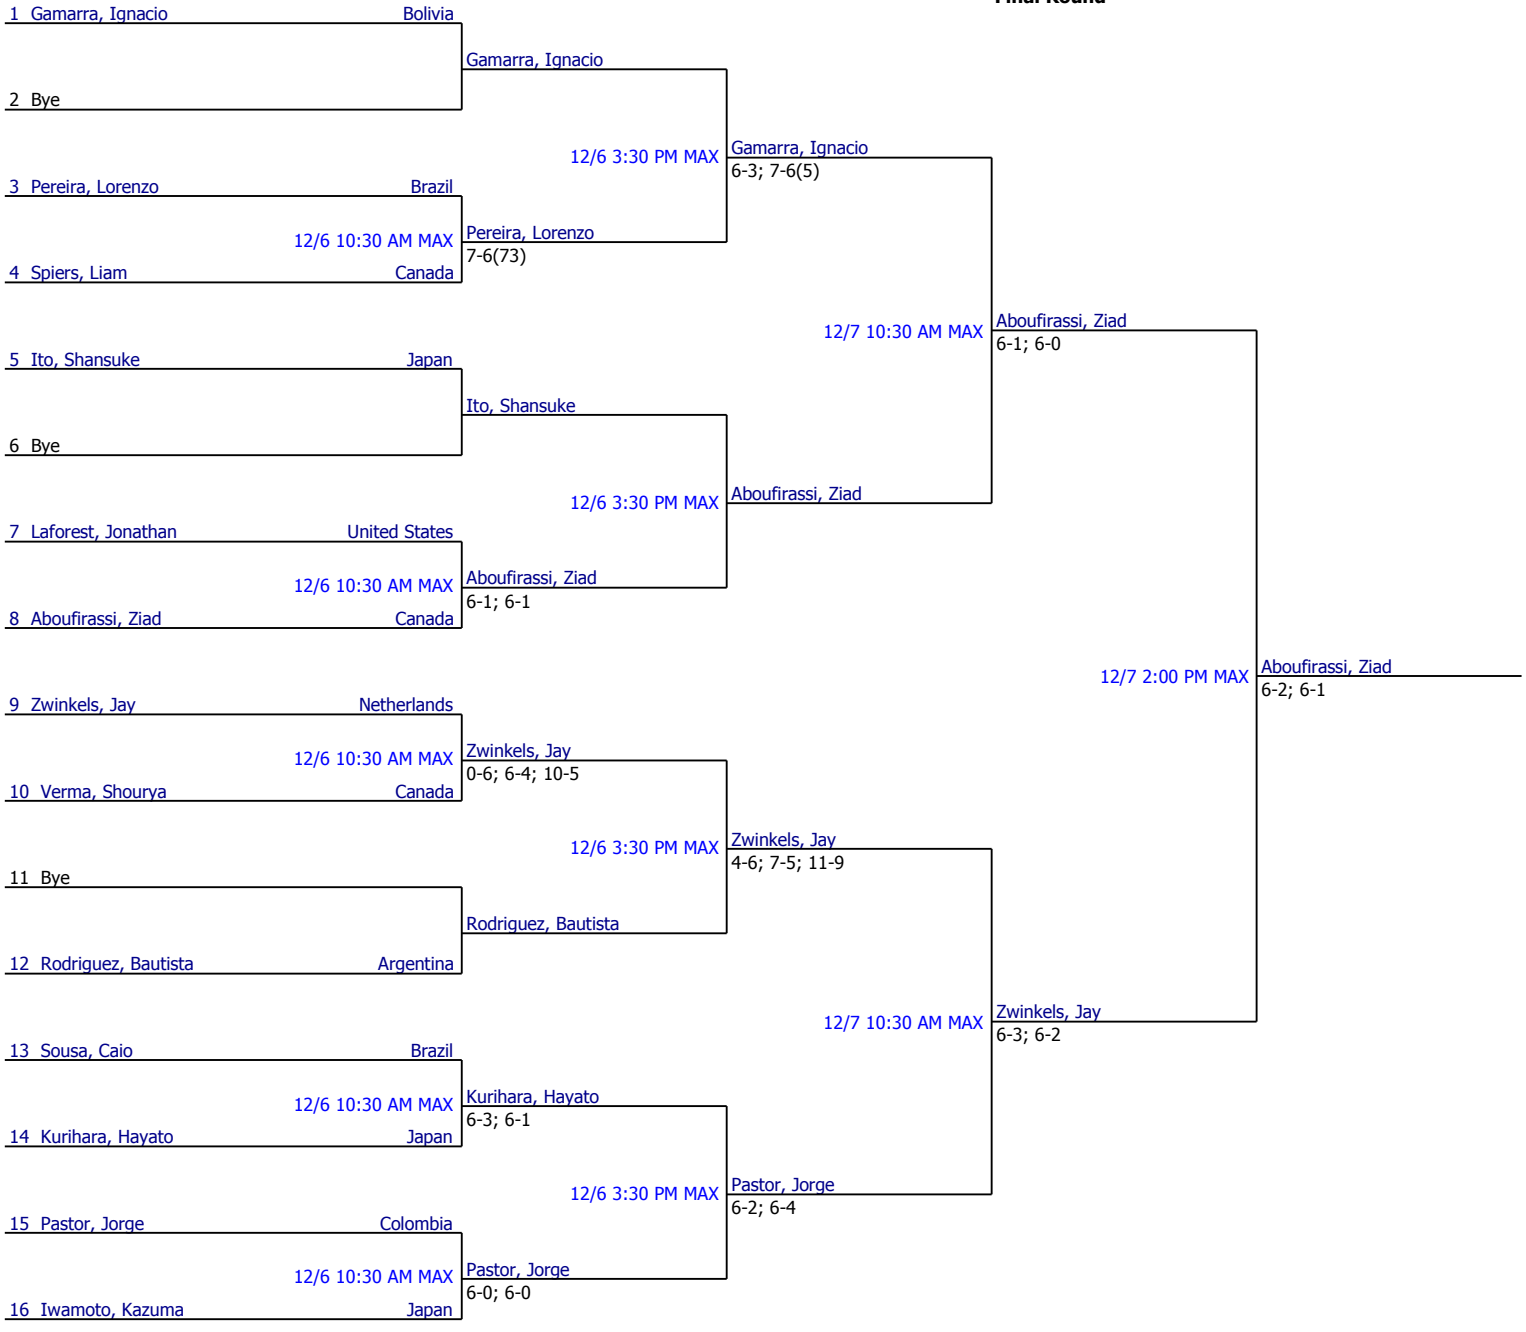 Final Round
1 Gamarra, Ignacio Bolivia
Gamarra, Ignacio
2 Bye
12/6 3:30 PM MAX Gamarra, Ignacio
6-3; 7-6(5)
3 Pereira, Lorenzo Brazil
12/6 10:30 AM MAX Pereira, Lorenzo
7-6(73)
4 Spiers, Liam Canada
12/7 10:30 AM MAX Aboufirassi, Ziad
6-1; 6-0
5 Ito, Shansuke Japan
Ito, Shansuke
6 Bye
12/6 3:30 PM MAX Aboufirassi, Ziad
7 Laforest, Jonathan United States
12/6 10:30 AM MAX Aboufirassi, Ziad
6-1; 6-1
8 Aboufirassi, Ziad Canada
12/7 2:00 PM MAX Aboufirassi, Ziad
6-2; 6-1
9 Zwinkels, Jay Netherlands
12/6 10:30 AM MAX Zwinkels, Jay
0-6; 6-4; 10-5
10 Verma, Shourya Canada
12/6 3:30 PM MAX Zwinkels, Jay
4-6; 7-5; 11-9
11 Bye
Rodriguez, Bautista
12 Rodriguez, Bautista Argentina
12/7 10:30 AM MAX Zwinkels, Jay
6-3; 6-2
13 Sousa, Caio Brazil
12/6 10:30 AM MAX Kurihara, Hayato
6-3; 6-1
14 Kurihara, Hayato Japan
12/6 3:30 PM MAX Pastor, Jorge
6-2; 6-4
15 Pastor, Jorge Colombia
12/6 10:30 AM MAX Pastor, Jorge
6-0; 6-0
16 Iwamoto, Kazuma Japan